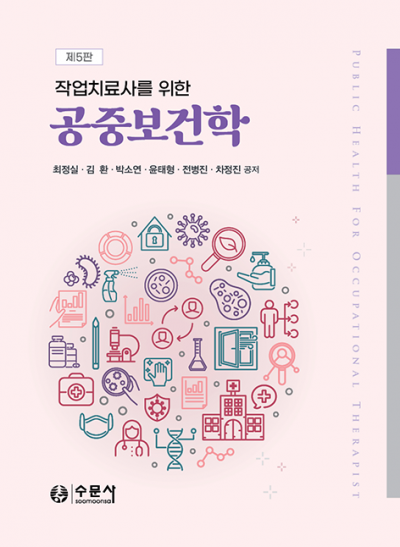 제5판
작업치료사를 위한
공중보건학
최정실 · 김 환 · 박소연 · 윤태형 · 전병진 · 차정진 공저
PUBLIC HEALTH FOR OCCUPATIONAL THERAPIST
수문사
soomoonsa